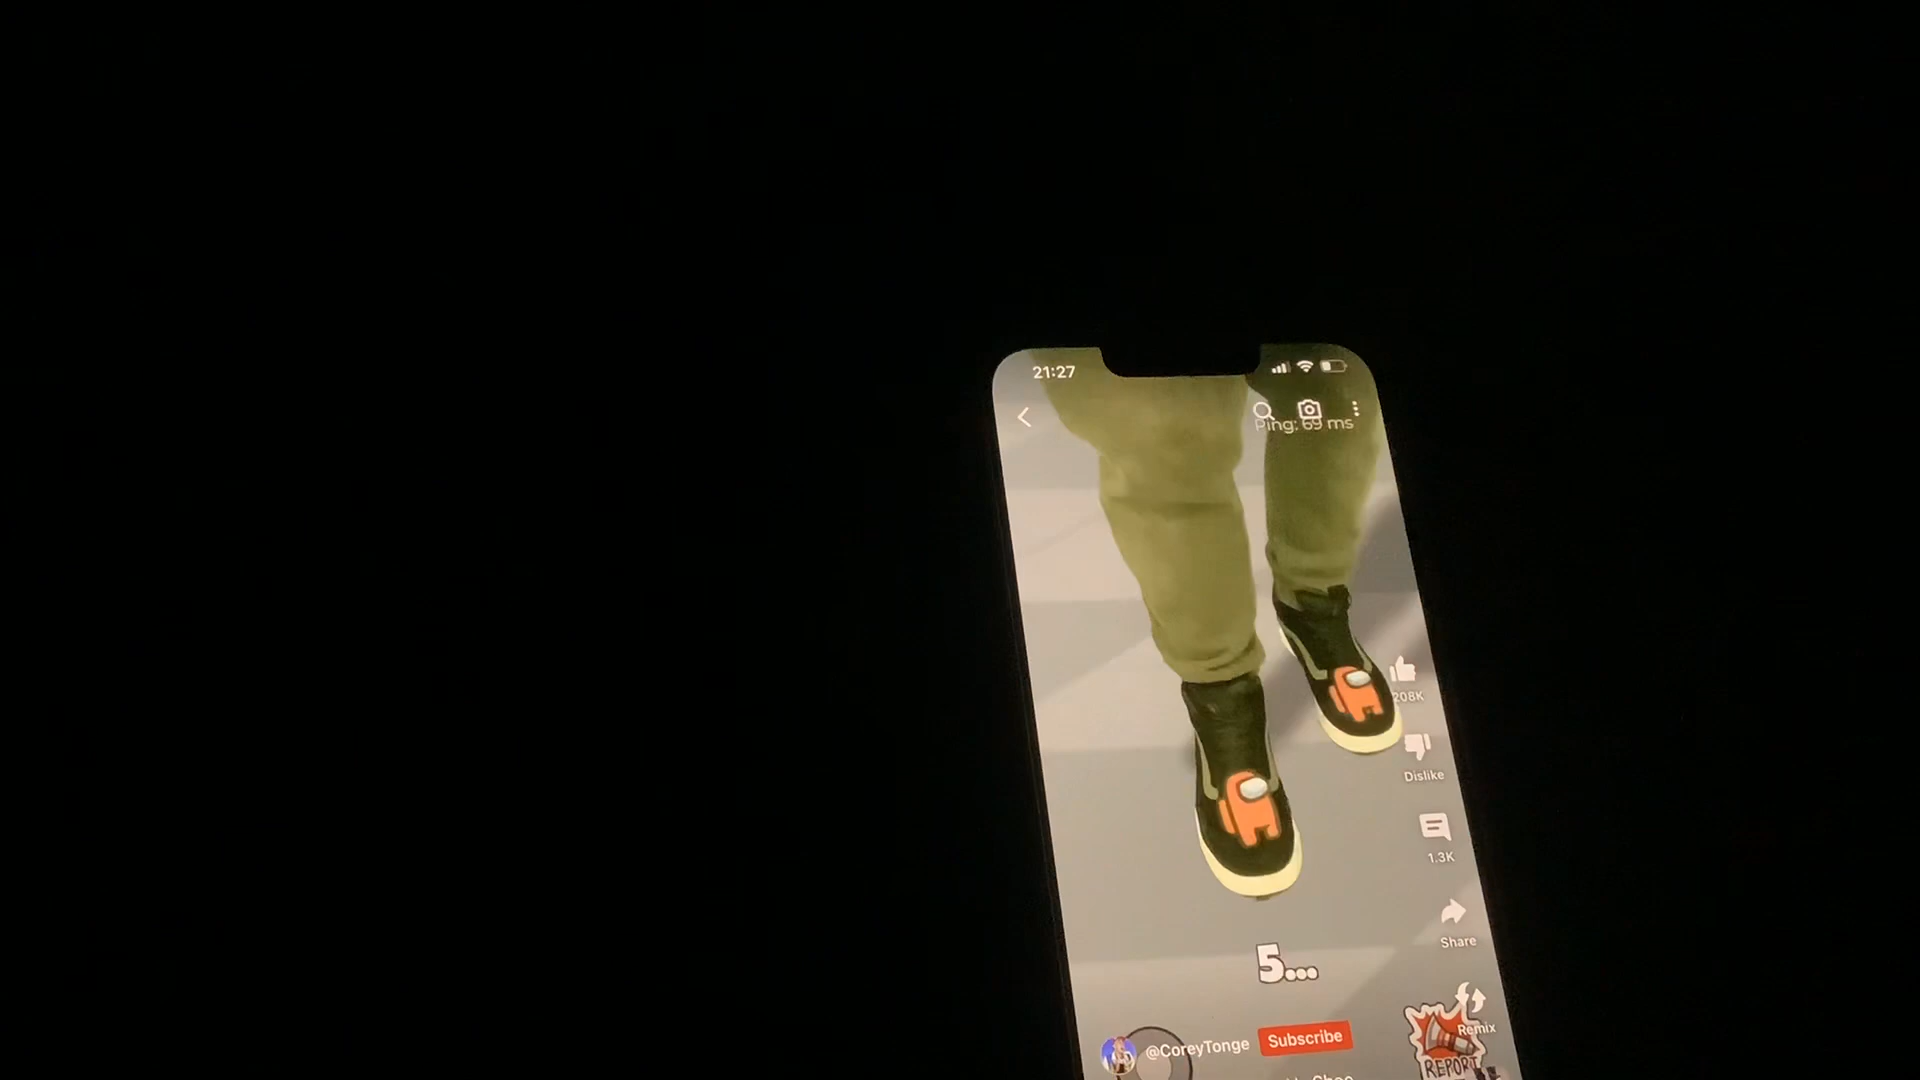 21:27
Ping: 69 ms
208K
Dislike
1.3K
Share
5...
Remix
@CoreyTonge
Subscribe
REPORT